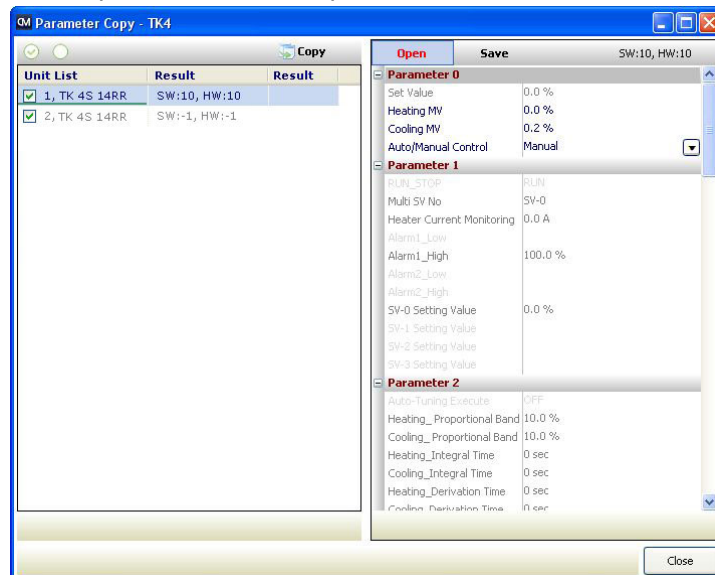 Parameter Copy - TK4
Copy
Unit List Result Result
1, TK 4S 14RR SW:10, HW:10
2, TK 4S 14RR SW:-1, HW:-1
Open Save SW:10, HW:10
Parameter 0
Set Value 0.0 %
Heating MV 0.0 %
Cooling MV 0.2 %
Auto/Manual Control Manual
Parameter 1
RUN_STOP RUN
Multi SV No SV-0
Heater Current Monitoring 0.0 A
Alarm1_Low
Alarm1_High 100.0 %
Alarm2_Low
Alarm2_High
SV-0 Setting Value 0.0 %
SV-1 Setting Value
SV-2 Setting Value
SV-3 Setting Value
Parameter 2
Auto-Tuning Execute OFF
Heating_ Proportional Band 10.0 %
Cooling_ Proportional Band 10.0 %
Heating_Integral Time 0 sec
Cooling_Integral Time 0 sec
Heating_Derivation Time 0 sec
Cooling_Derivation Time 0 sec
Close